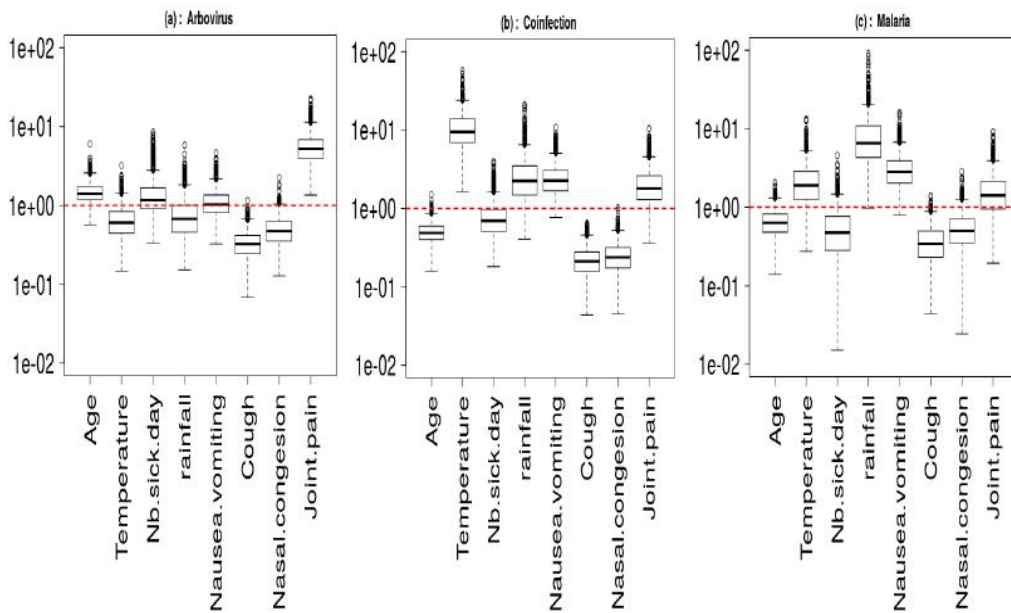 (a) : Arbovirus
1e+02
1e+01
1e+00
1e-01
1e-02
Age
Temperature
Nb.sick.day
rainfall
Nausea.vomiting
Cough
Nasal.congesion
Joint.pain
(b) : Coinfection
1e+02
1e+01
1e+00
1e-01
1e-02
Age
Temperature
Nb.sick.day
rainfall
Nausea.vomiting
Cough
Nasal.congesion
Joint.pain
(c) : Malaria
1e+02
1e+01
1e+00
1e-01
1e-02
Age
Temperature
Nb.sick.day
rainfall
Nausea.vomiting
Cough
Nasal.congesion
Joint.pain